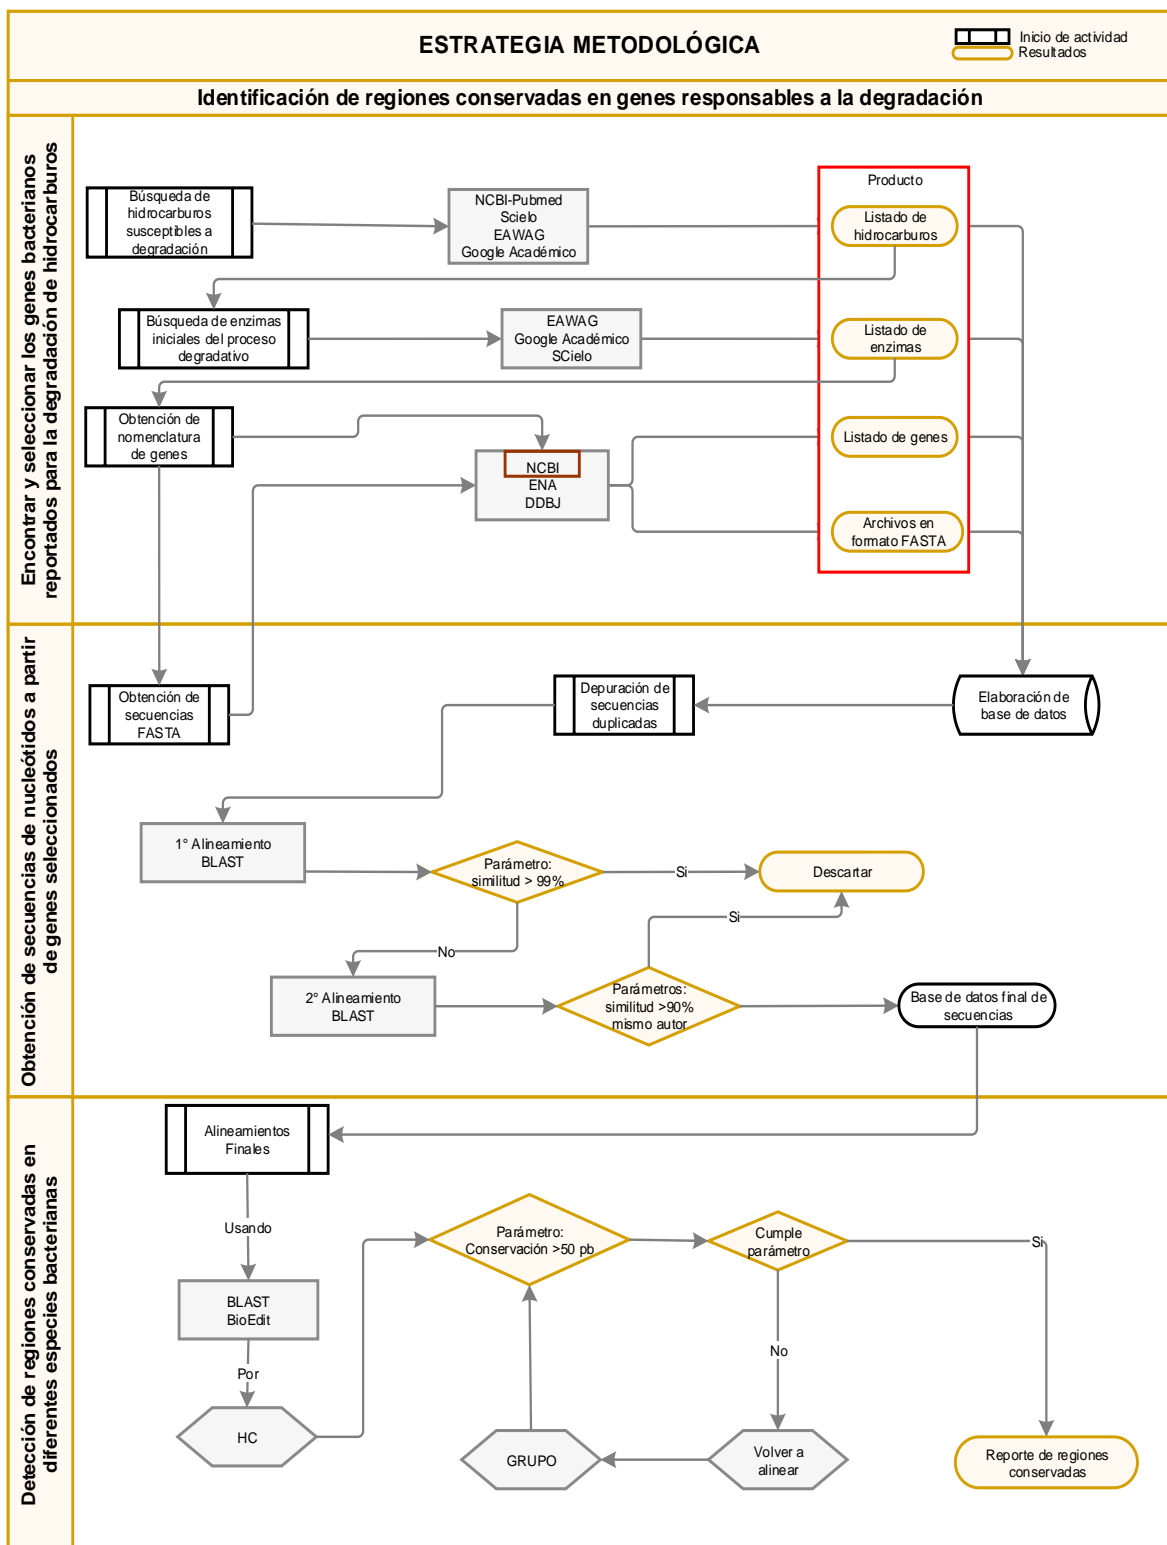 ESTRATEGIA METODOLÓGICA
Inicio de actividad
Resultados
Identificación de regiones conservadas en genes responsables a la degradación
Encontrar y seleccionar los genes bacterianos
reportados para la degradación de hidrocarburos
Búsqueda de
hidrocarburos
susceptibles a
degradación
NCBI-Pubmed
Scielo
EAWAG
Google Académico
Producto
Listado de
hidrocarburos
Búsqueda de enzimas
iniciales del proceso
degradativo
EAWAG
Google Académico
SCielo
Listado de
enzimas
Obtención de
nomenclatura
de genes
NCBI
ENA
DDBJ
Listado de genes
Archivos en
formato FASTA
Obtención de secuencias de nucleótidos a partir
de genes seleccionados
Obtención de
secuencias
FASTA
Depuración de
secuencias
duplicadas
Elaboración de
base de datos
1° Alineamiento
BLAST
Parámetro:
similitud > 99%
Si
Descartar
No
Si
2° Alineamiento
BLAST
Parámetros:
similitud >90%
mismo autor
Base de datos final de
secuencias
Detección de regiones conservadas en
diferentes especies bacterianas
Alineamientos
Finales
Usando
BLAST
BioEdit
Por
HC
Parámetro:
Conservación >50 pb
Cumple
parámetro
Si
No
GRUPO
Volver a
alinear
Reporte de regiones
conservadas